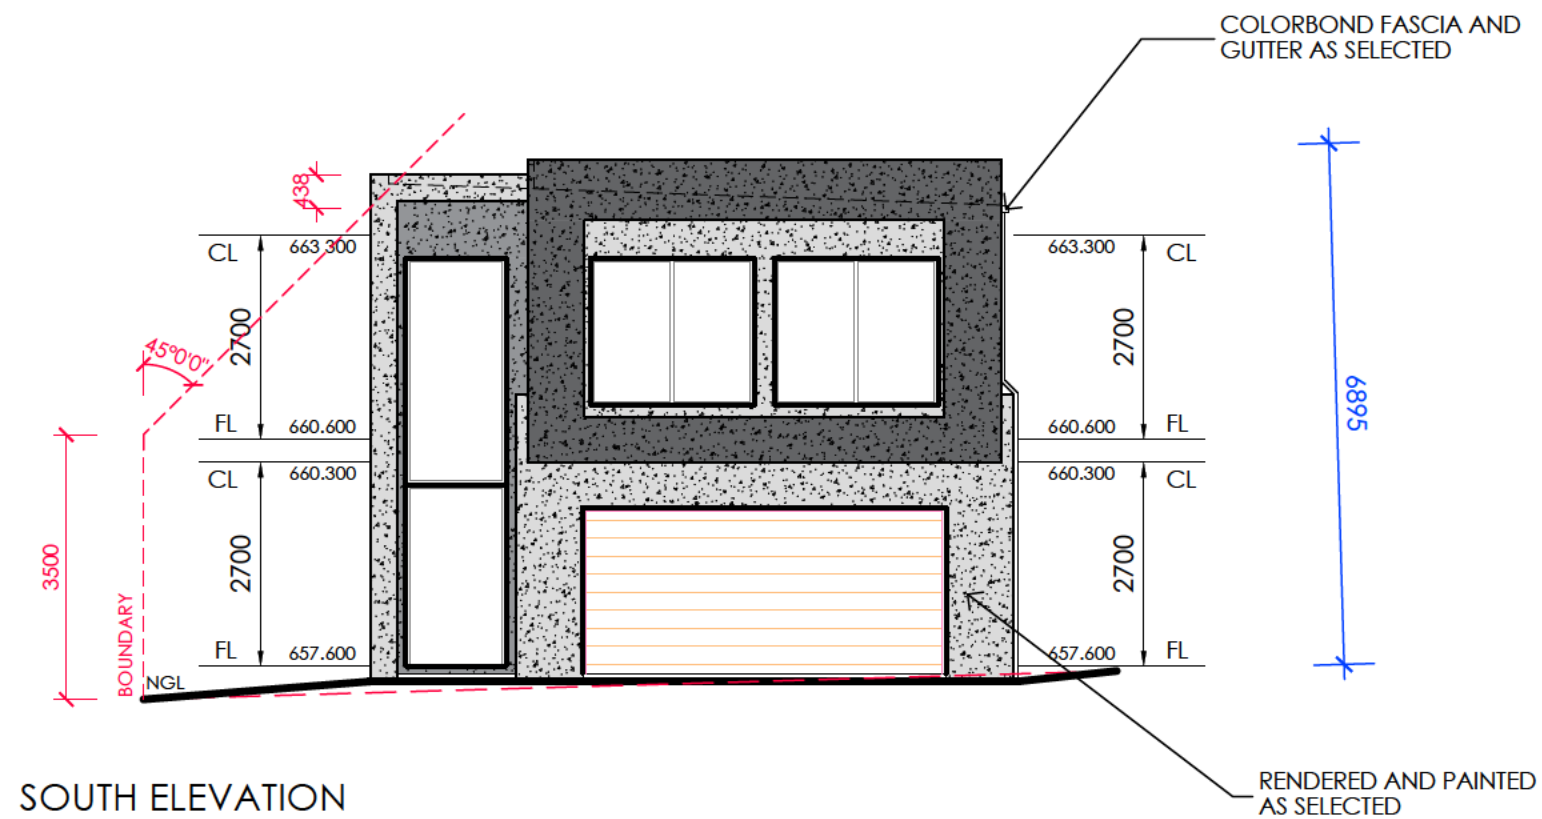 COLORBOND FASCIA AND
GUTTER AS SELECTED
438
CL
663.300
663.300
CL
2700
2700
45°0'0"
6895
FL
660.600
660.600
FL
CL
660.300
660.300
CL
3500
2700
2700
BOUNDARY
FL
657.600
657.600
FL
NGL
RENDERED AND PAINTED
AS SELECTED
SOUTH ELEVATION